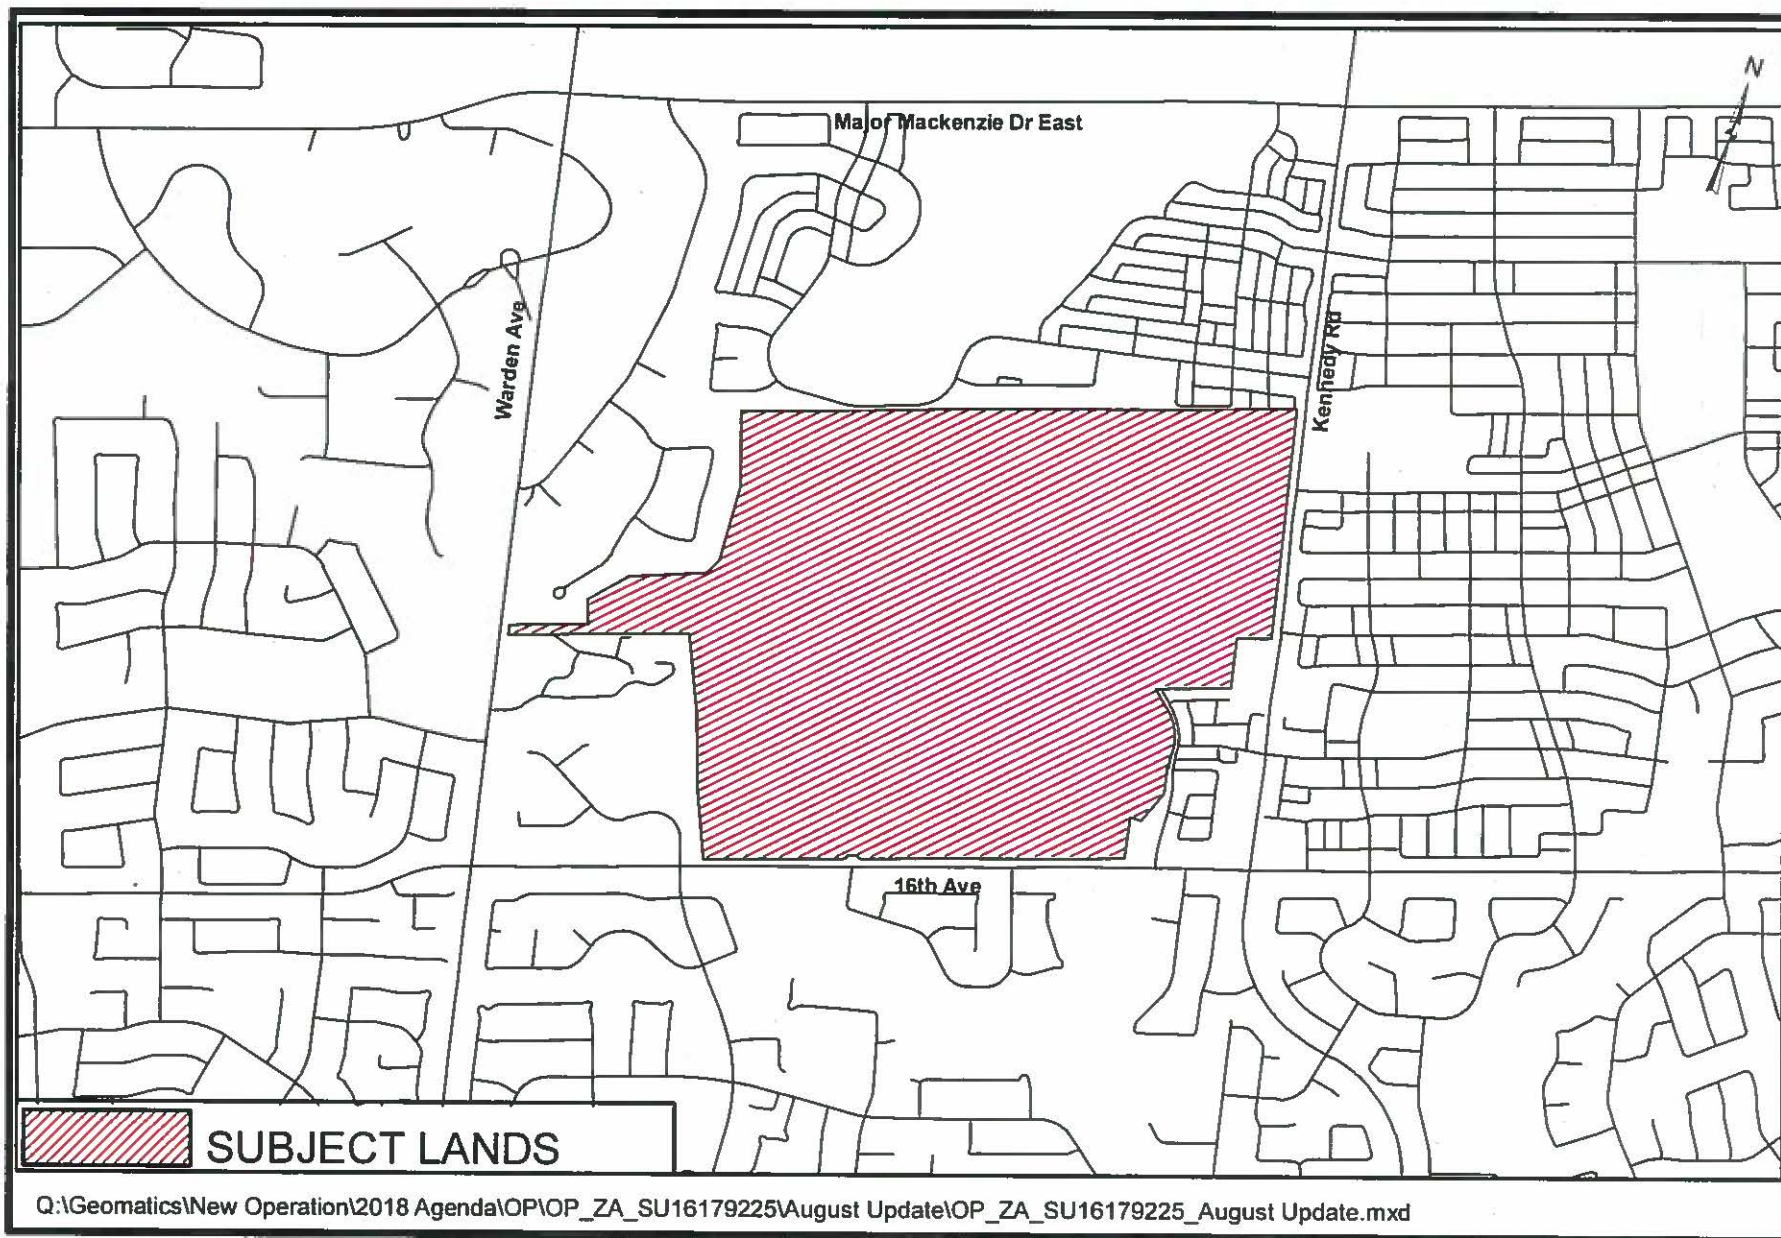 N
Major Mackenzie Dr East
Warden Ave
Kennedy Rd
16th Ave
SUBJECT LANDS
Q:\Geomatics\New Operation\2018 Agenda\OP\OP_ZA_SU16179225\August Update\OP_ZA_SU16179225_August Update.mxd